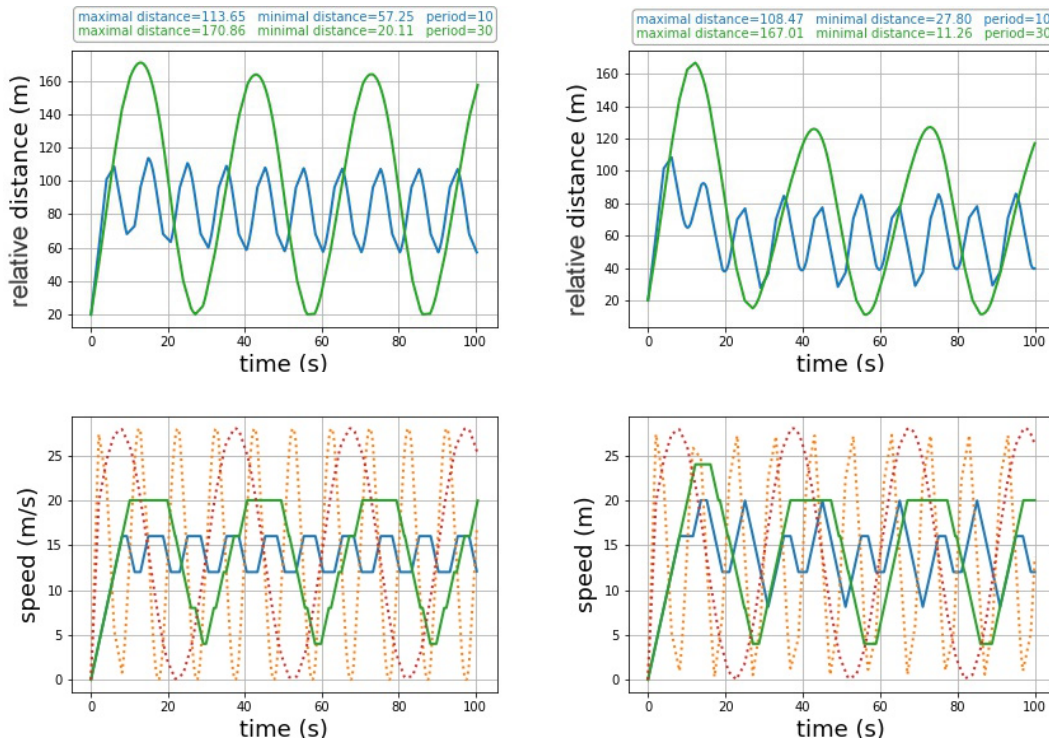 maximal distance=113.65 minimal distance=57.25 period=10
maximal distance=170.86 minimal distance=20.11 period=30
relative distance (m)
160
140
120
100
80
60
40
20
0 20 40 60 80 100
time (s)
maximal distance=108.47 minimal distance=27.80 period=10
maximal distance=167.01 minimal distance=11.26 period=30
relative distance (m)
160
140
120
100
80
60
40
20
0 20 40 60 80 100
time (s)
speed (m/s)
25
20
15
10
5
0
0 20 40 60 80 100
time (s)
speed (m)
25
20
15
10
5
0
0 20 40 60 80 100
time (s)